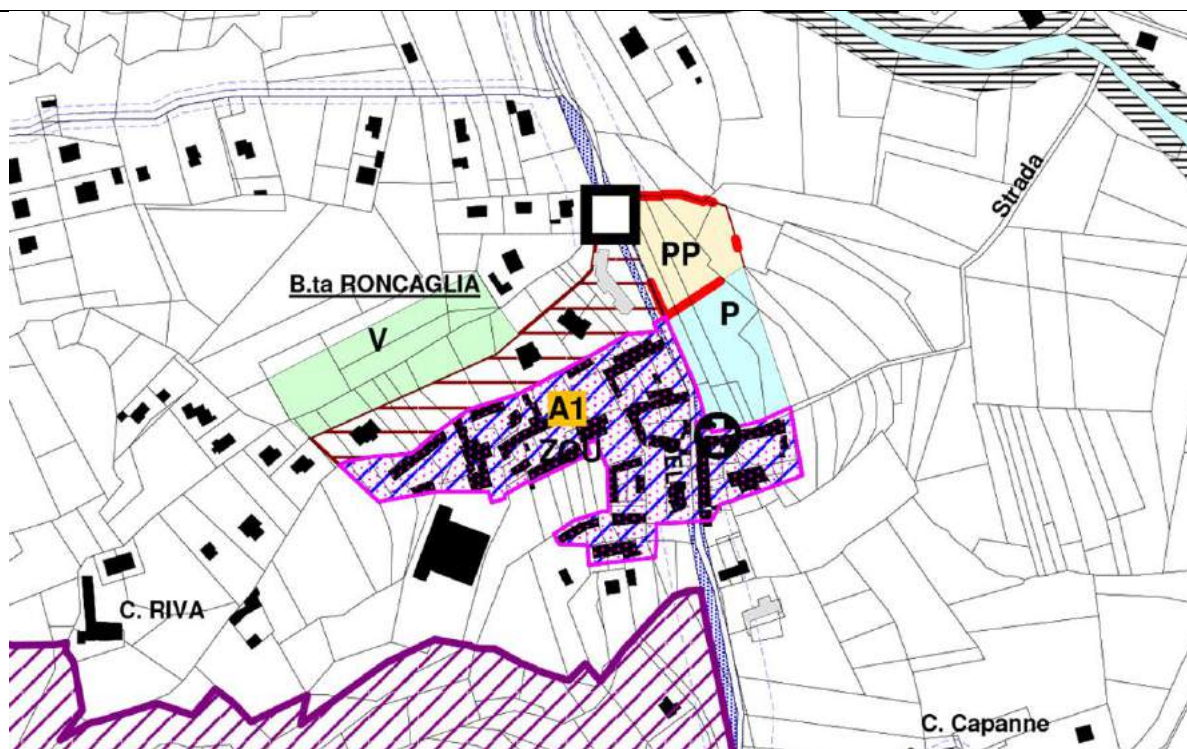 Strada
PP
B.ta RONCAGLIA
P
V
A1
ZOU
C. RIVA
C. Capanne